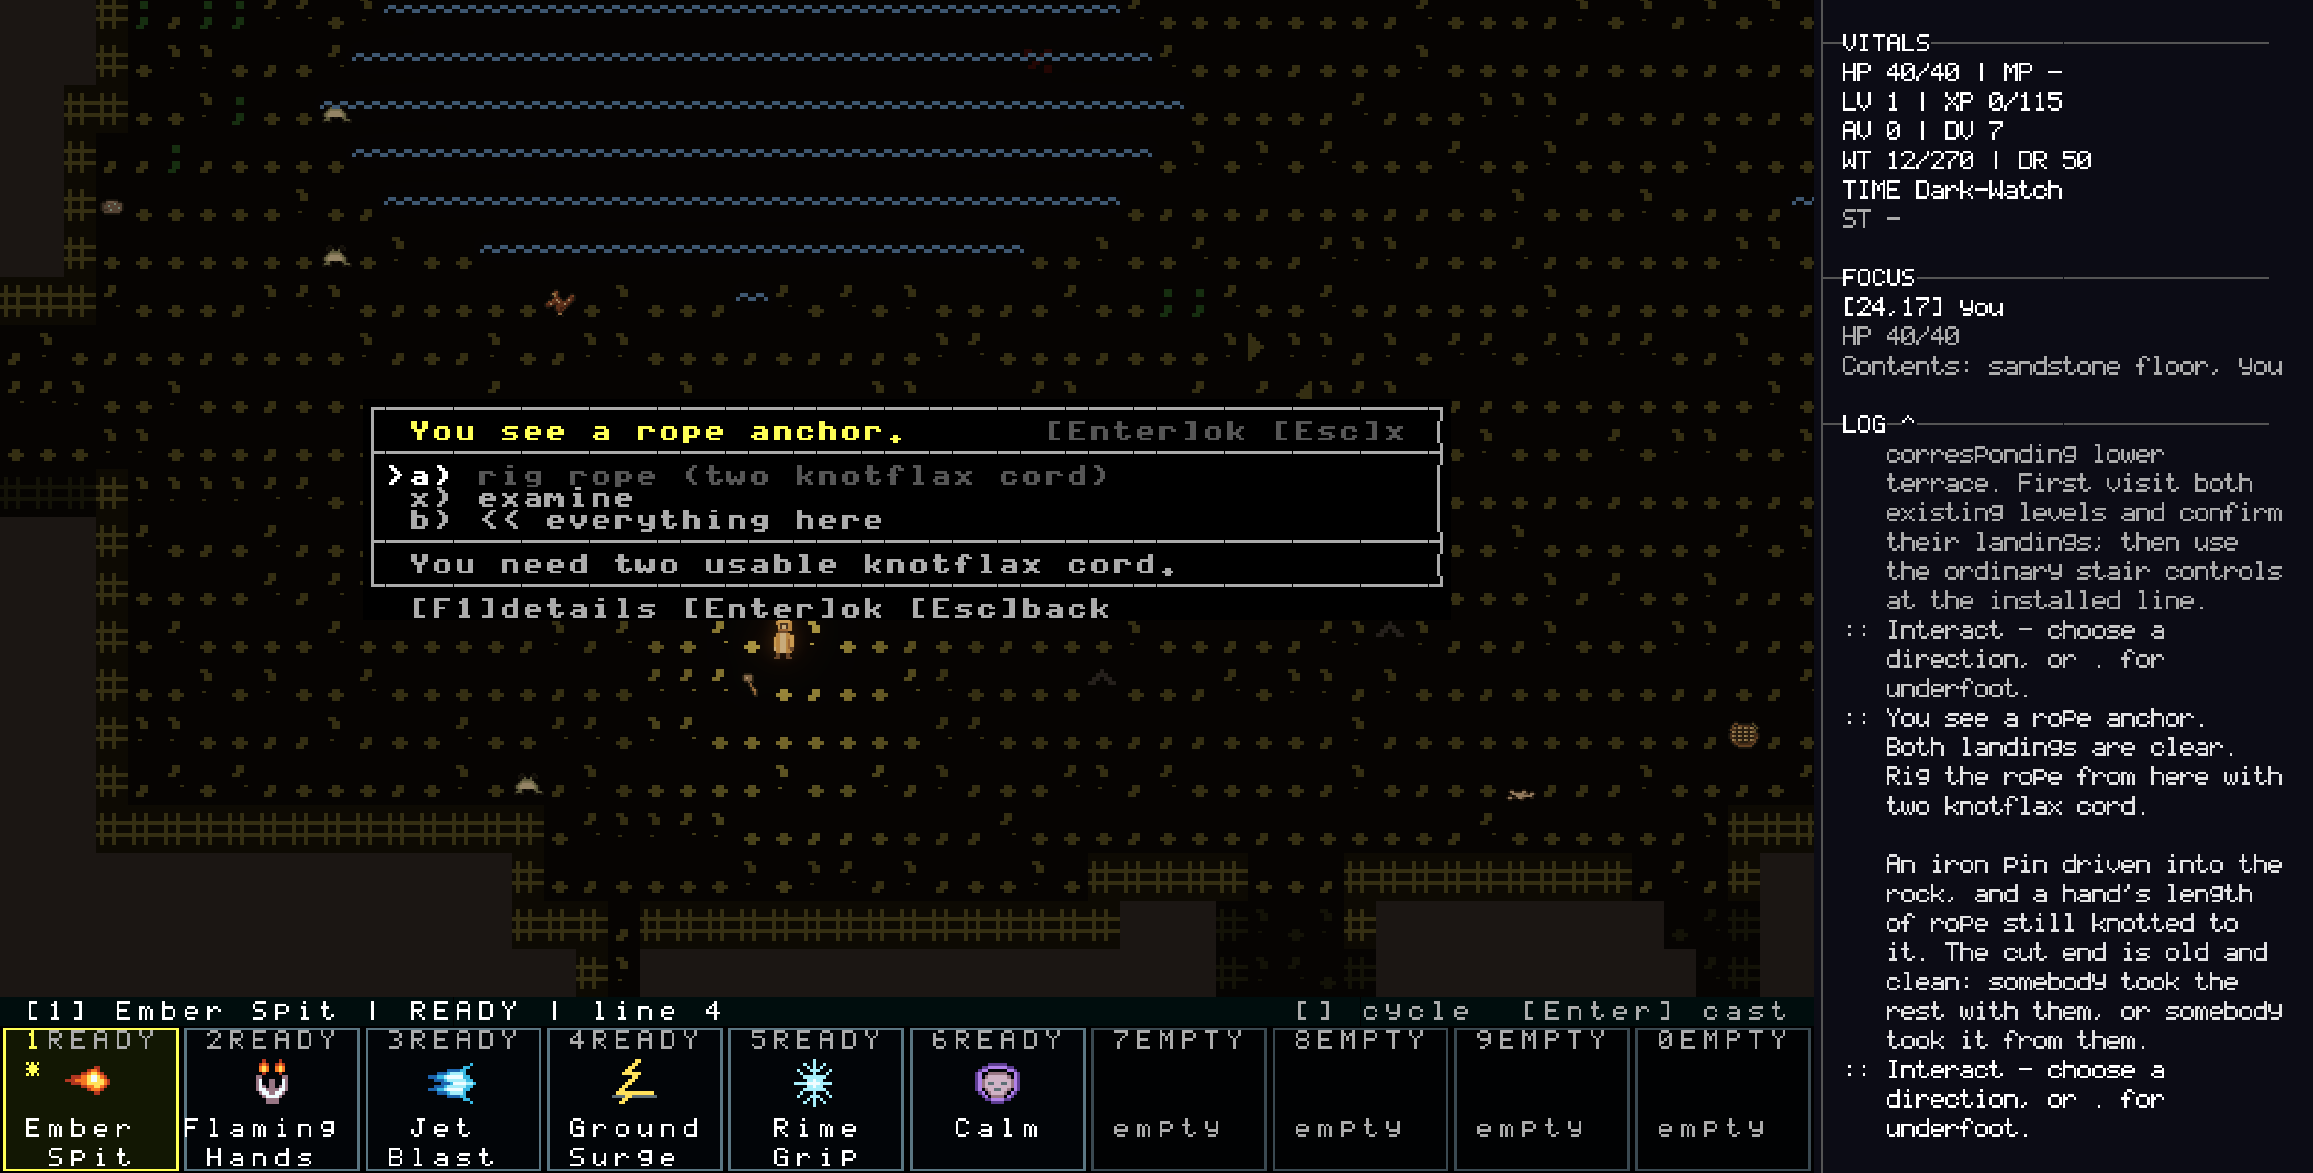 VITALS
HP 40/40 | MP -
LV 1 | XP 0/115
AV 0 | DV 7
WT 12/270 | DR 50
TIME Dark-Watch
ST -
FOCUS
[24,17] You
HP 40/40
Contents: sandstone floor, You
LOG ^
corresponding lower
terrace. First visit both
existing levels and confirm
their landings; then use
the ordinary stair controls
at the installed line.
:: Interact - choose a
direction, or . for
underfoot.
:: You see a rope anchor.
Both landings are clear.
Rig the rope from here with
two knotflax cord.
An iron pin driven into the
rock, and a hand's length
of rope still knotted to
it. The cut end is old and
clean: somebody took the
rest with them, or somebody
took it from them.
:: Interact - choose a
direction, or . for
underfoot.
You see a rope anchor. [Enter]ok [Esc]x
>a) rig rope (two knotflax cord)
x) examine
b) << everything here
You need two usable knotflax cord.
[F1]details [Enter]ok [Esc]back
[1] Ember Spit | READY | line 4 [] cycle [Enter] cast
1READY 2READY 3READY 4READY 5READY 6READY 7EMPTY 8EMPTY 9EMPTY 0EMPTY
Ember Flaming Jet Ground Rime Calm empty empty empty empty
Spit Hands Blast Surge Grip